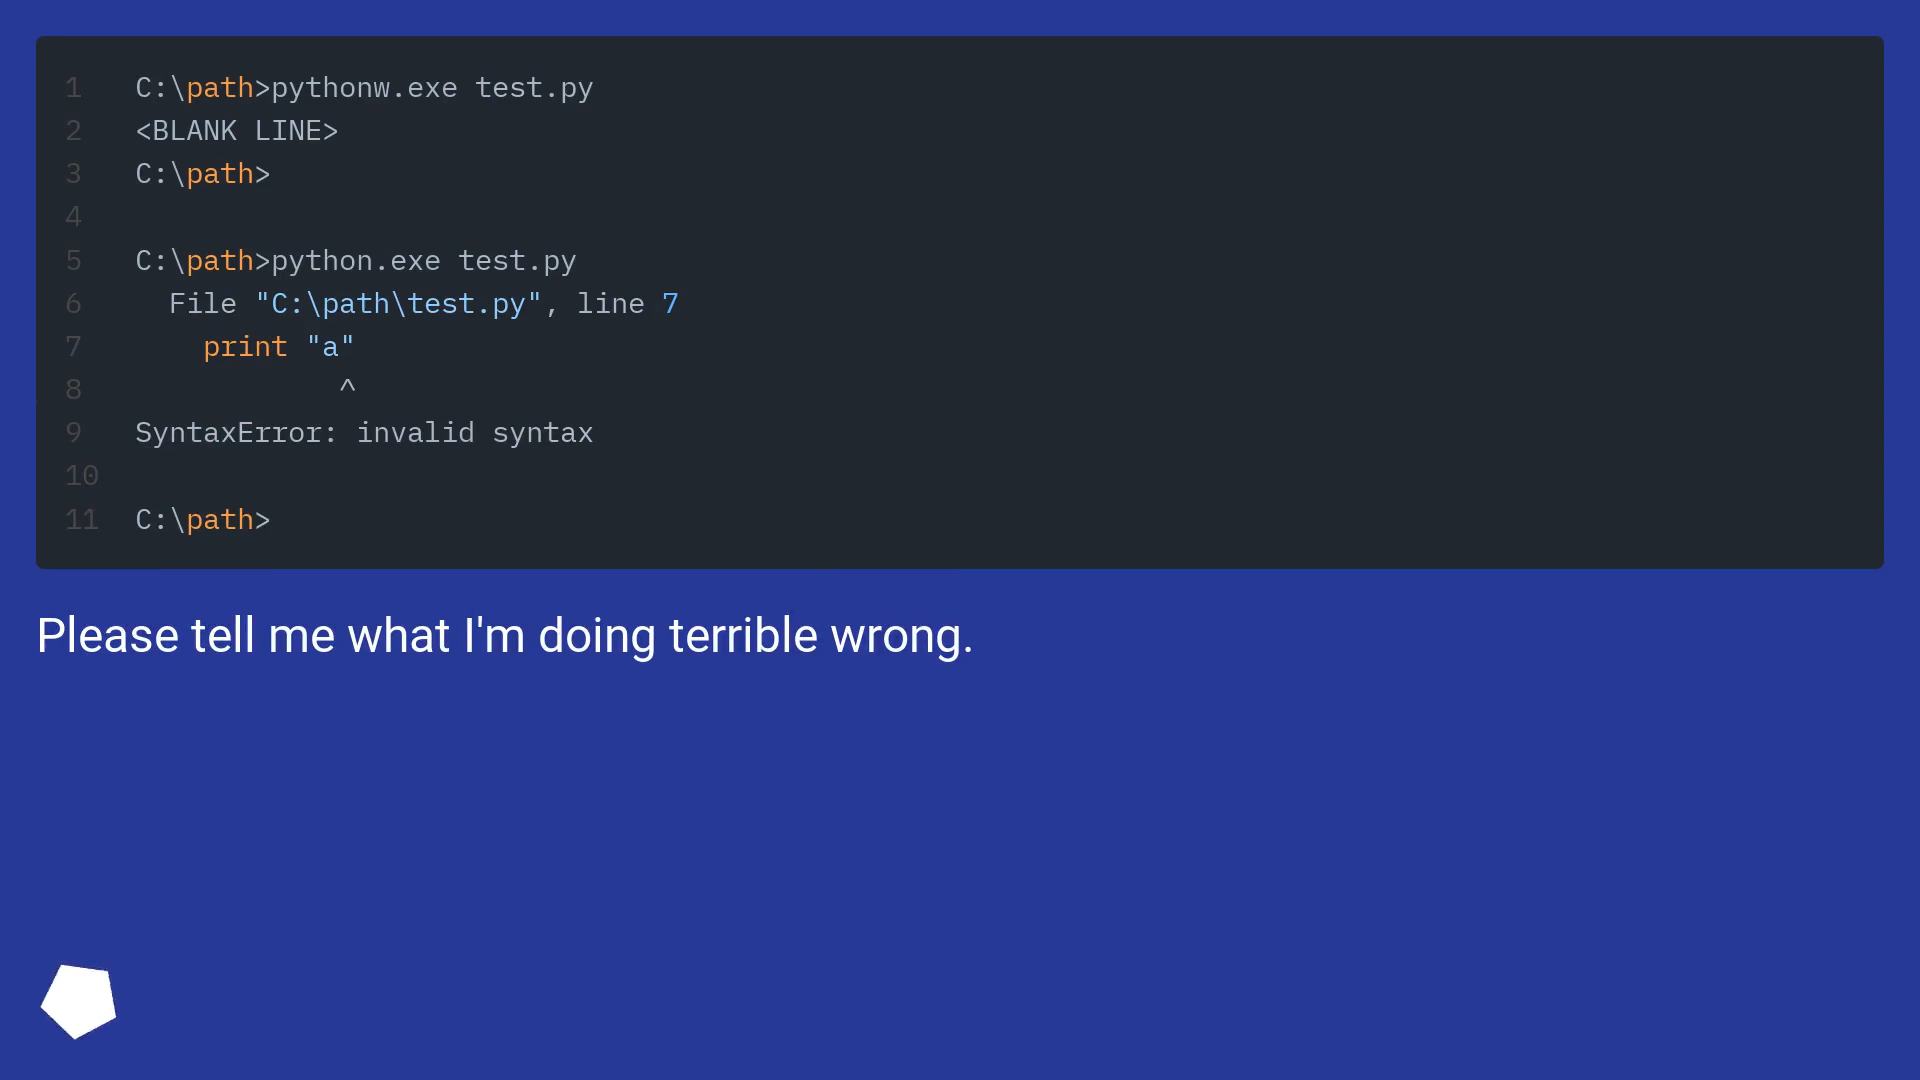 1 C:\path>pythonw.exe test.py
2 <BLANK LINE>
3 C:\path>
4
5 C:\path>python.exe test.py
6   File "C:\path\test.py", line 7
7     print "a"
8             ^
9 SyntaxError: invalid syntax
10
11 C:\path>
Please tell me what I'm doing terrible wrong.